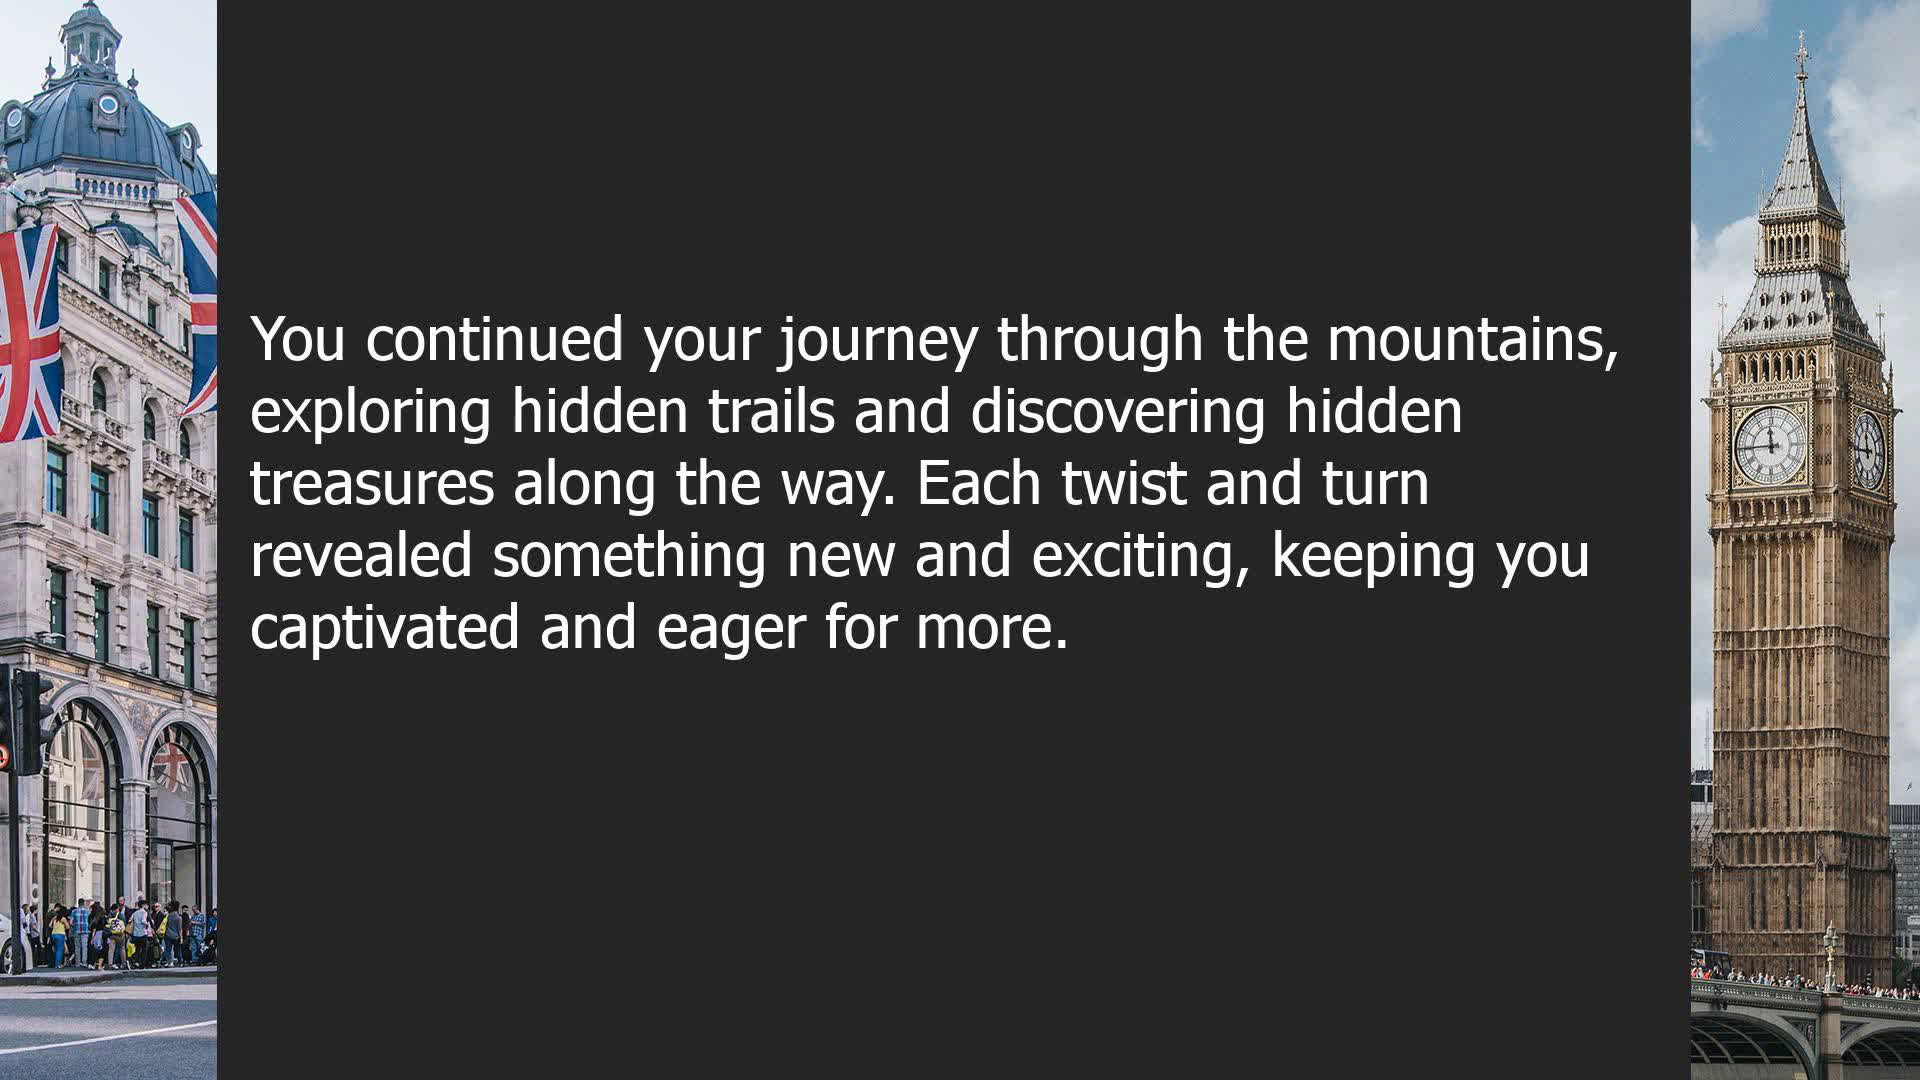 You continued your journey through the mountains,
exploring hidden trails and discovering hidden
treasures along the way. Each twist and turn
revealed something new and exciting, keeping you
captivated and eager for more.